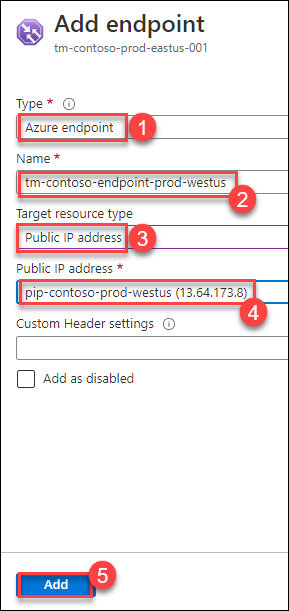 Add endpoint
tm-contoso-prod-eastus-001
Type *
Azure endpoint
1
Name *
tm-contoso-endpoint-prod-westus
2
Target resource type
Public IP address
3
Public IP address *
pip-contoso-prod-westus (13.64.173.8)
4
Custom Header settings
Add as disabled
Add
5